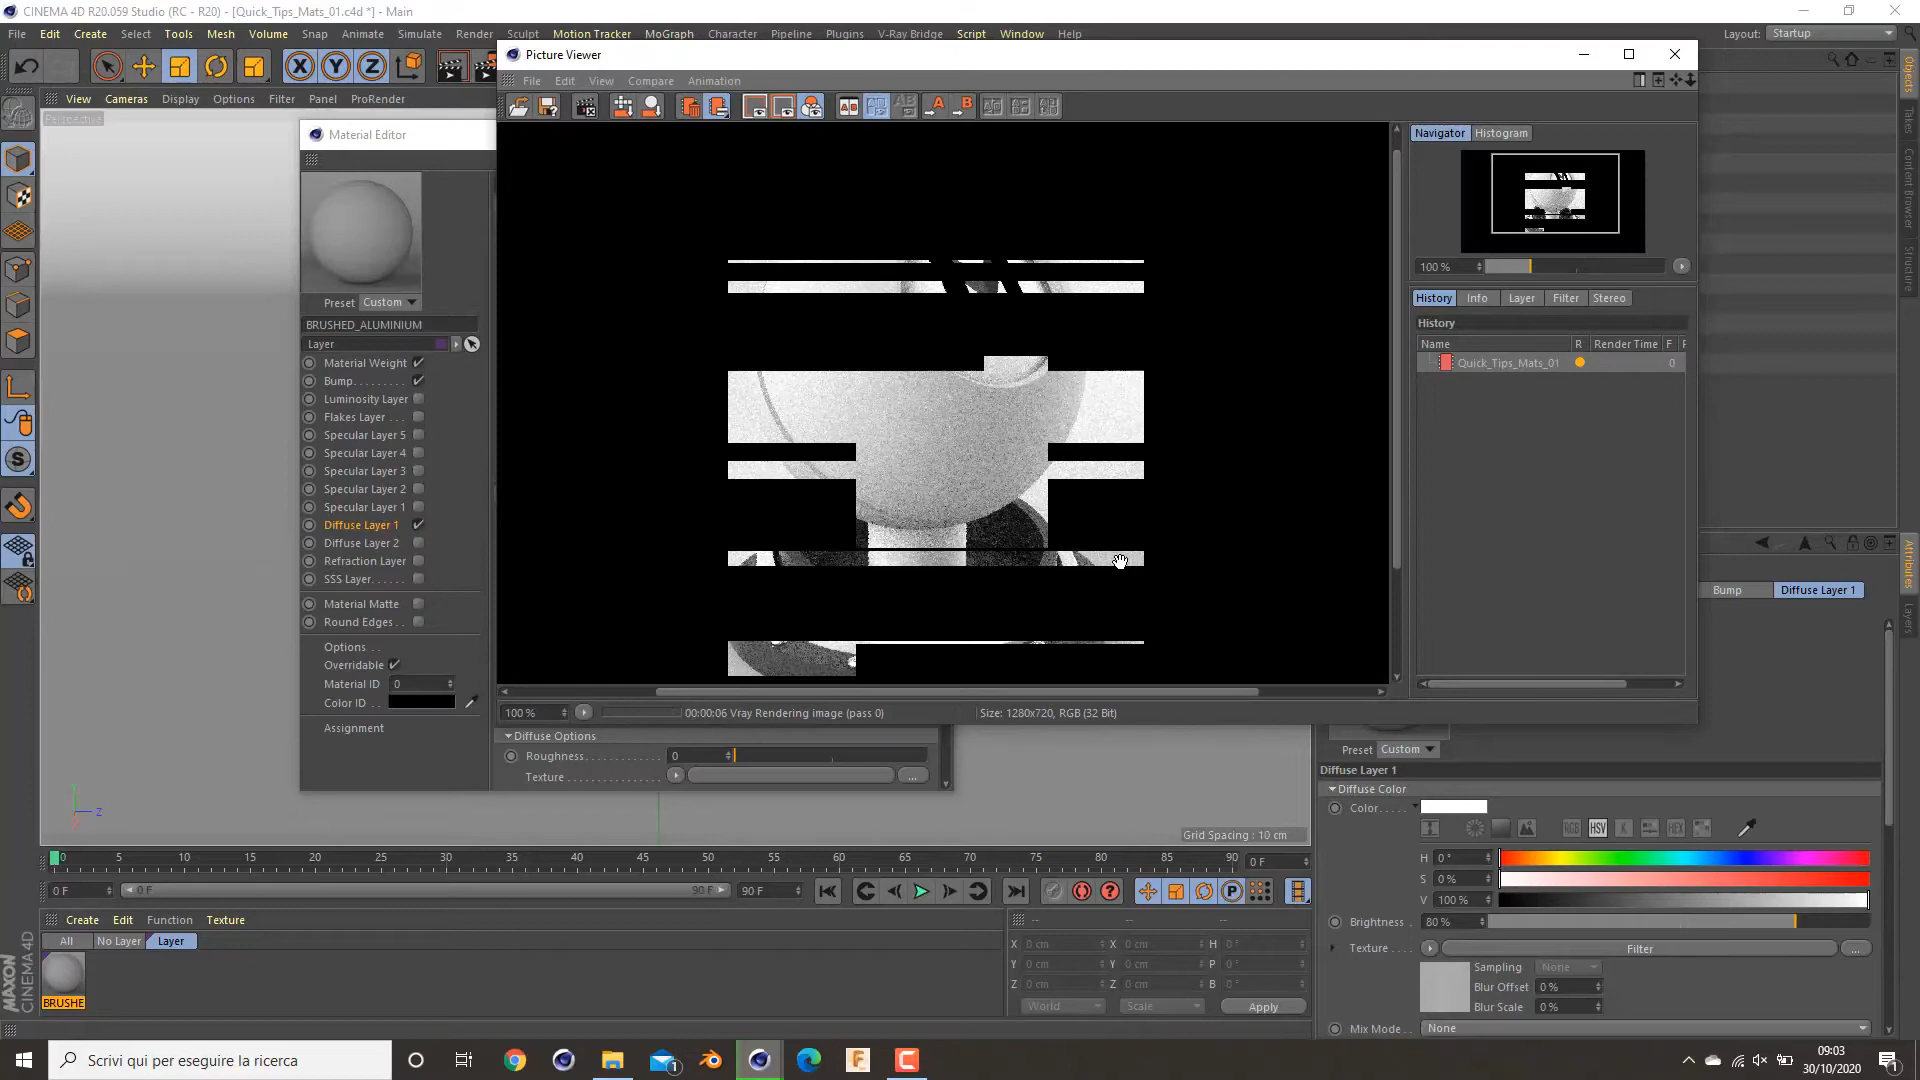 CINEMA 4D R20.059 Studio (RC - R20) - [Quick_Tips_Mats_01.c4d *] - Main
File Edit Create Select Tools Snap Mesh Volume Animate Simulate Render Sculpt Motion Tracker MoGraph Character Pipeline Plugins V-Ray Bridge Script Window Help Layout: Startup
Picture Viewer
File Edit View Compare Animation
View Cameras Display Options Filter Panel ProRender
Perspective
Material Editor
Navigator Histogram
100 %
History Info Layer Filter Stereo
History
Name R Render Time F
Quick_Tips_Mats_01 0
Preset Custom
BRUSHED_ALUMINIUM
Layer
Material Weight
Bump
Luminosity Layer
Flakes Layer
Specular Layer 5
Specular Layer 4
Specular Layer 3
Specular Layer 2
Specular Layer 1
Diffuse Layer 1
Diffuse Layer 2
Refraction Layer
SSS Layer
Material Matte
Round Edges
Options
Overridable
Material ID 0
Color ID
Assignment
100 % 00:00:06 Vray Rendering image (pass 0) Size: 1280x720, RGB (32 Bit)
Diffuse Options
Roughness 0
Texture ...
Objects
Takes
Content Browser
Structure
Attributes
Layers
Bump Diffuse Layer 1
Preset Custom
Diffuse Layer 1
Diffuse Color
Color
RGB HSV K HEX
H 0 °
S 0 %
V 100 %
Brightness 80 %
Texture Filter ...
Sampling None
Blur Offset 0 %
Blur Scale 0 %
Mix Mode None
Y
Z
Grid Spacing : 10 cm
0 5 10 15 20 25 30 35 40 45 50 55 60 65 70 75 80 85 90 0 F
0 F 0 F 90 F 90 F
Create Edit Function Texture
All No Layer Layer
BRUSHE
-- -- --
X 0 cm X 0 cm H 0 °
Y 0 cm Y 0 cm P 0 °
Z 0 cm Z 0 cm B 0 °
World Scale Apply
MAXON CINEMA 4D
Scrivi qui per eseguire la ricerca
09:03
30/10/2020